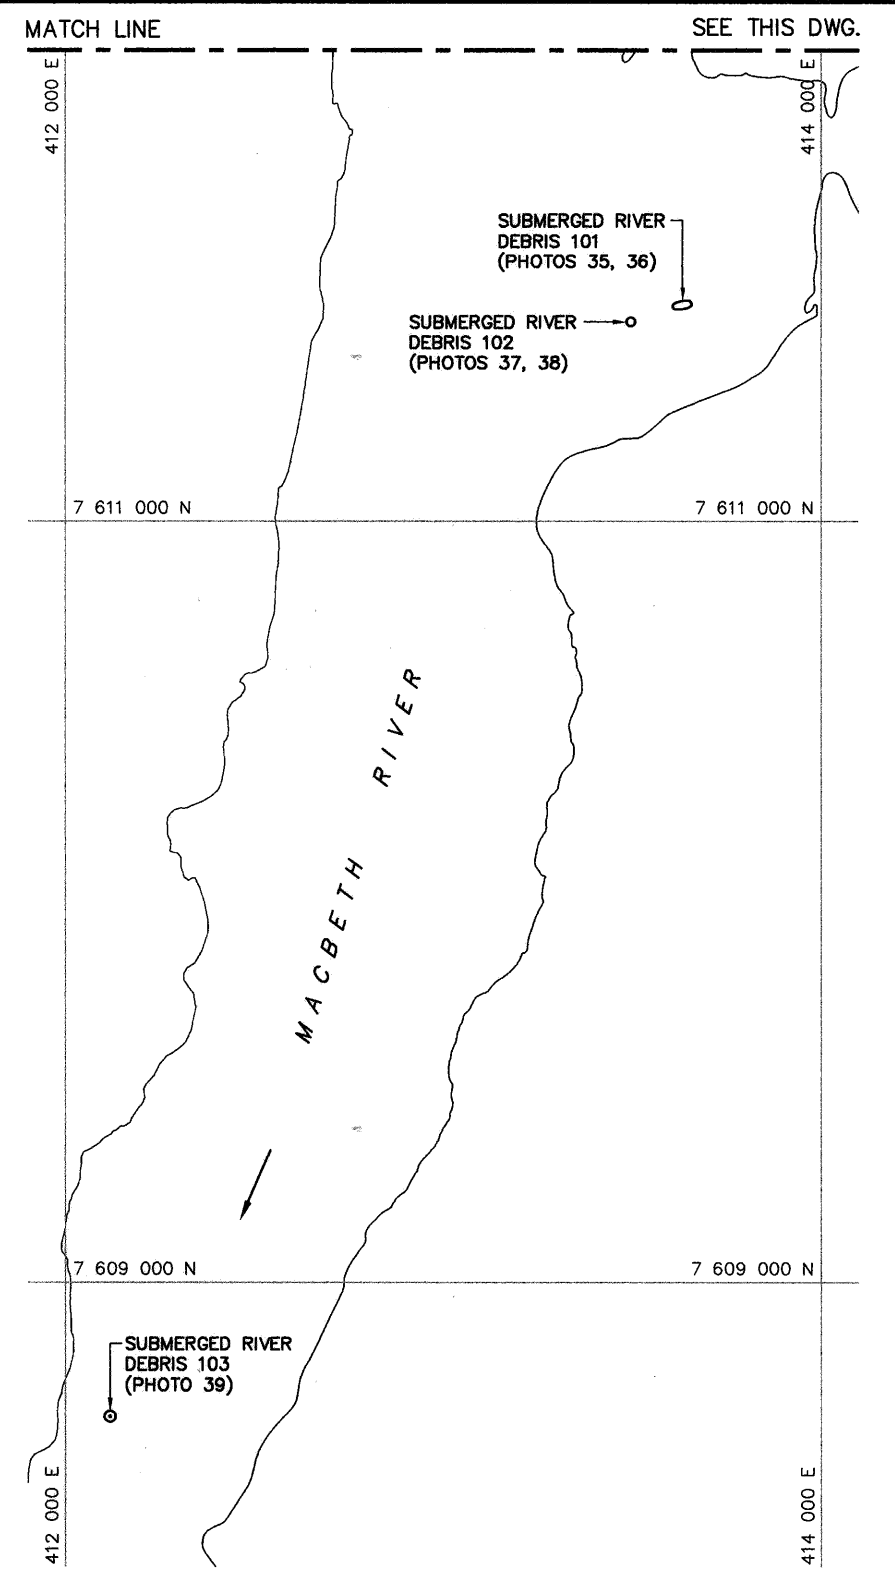 MATCH LINE
SEE THIS DWG.
412 000 E
414 000 E
SUBMERGED RIVER
DEBRIS 101
(PHOTOS 35, 36)
SUBMERGED RIVER
DEBRIS 102
(PHOTOS 37, 38)
7 611 000 N
7 611 000 N
MACBETH RIVER
7 609 000 N
7 609 000 N
SUBMERGED RIVER
DEBRIS 103
(PHOTO 39)
412 000 E
414 000 E